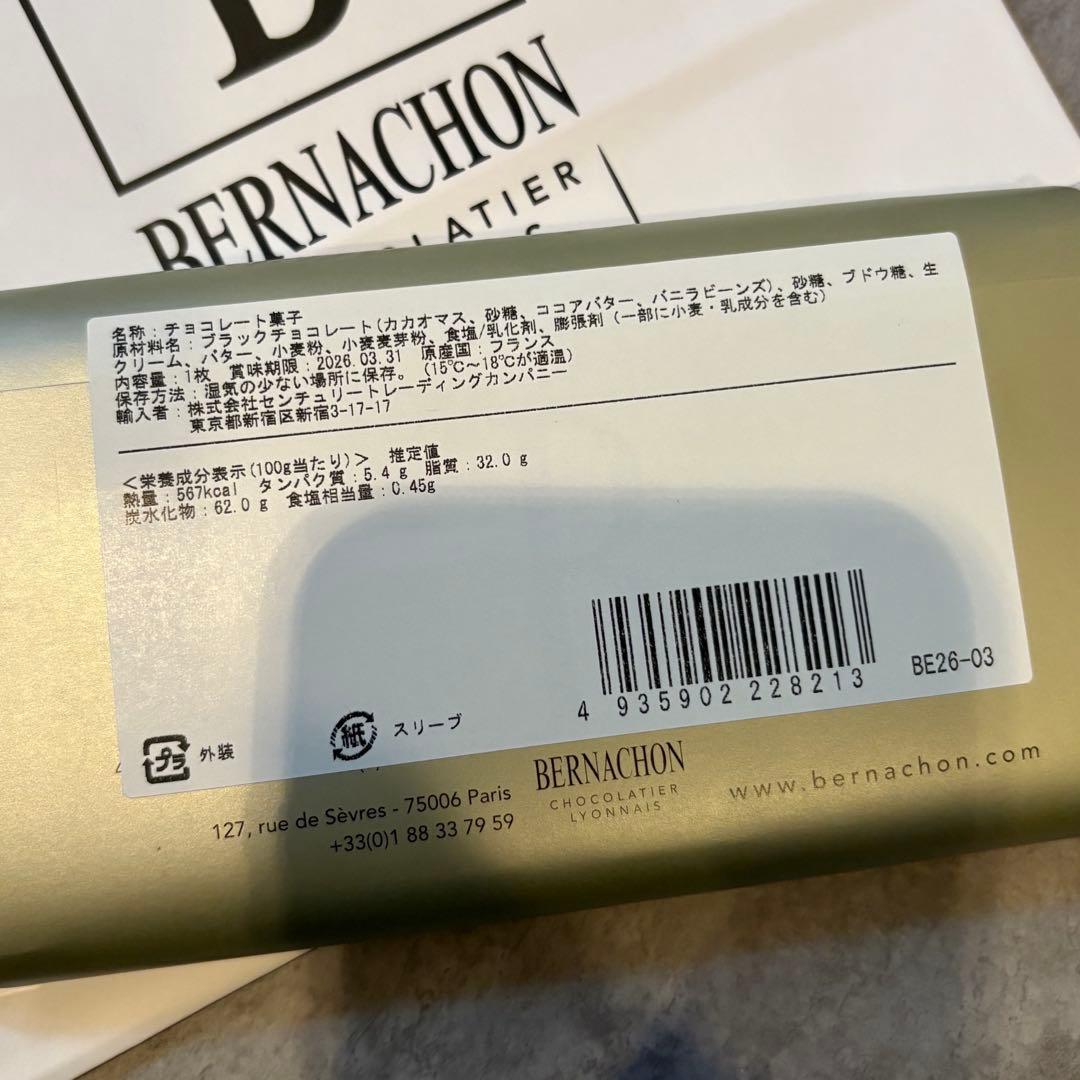 BERNACHON
LATIER
名称：チョコレート菓子
原材料名：ブラックチョコレート(カカオマス、砂糖、ココアバター、バニラビーンズ)、砂糖、ブドウ糖、生
クリーム、バター、小麦粉、小麦麦芽粉、食塩/乳化剤、膨張剤（一部に小麦・乳成分を含む）
内容量：1枚　賞味期限：2026.03.31　原産国：フランス
保存方法：湿気の少ない場所に保存。（15℃～18℃が適温）
輸入者：株式会社センチュリートレーディングカンパニー
東京都新宿区新宿3-17-17
＜栄養成分表示(100g当たり)＞　推定値
熱量：567kcal　タンパク質：5.4 g　脂質：32.0 g
炭水化物：62.0 g　食塩相当量：0.45g
4 935902 228213
BE26-03
プラ 外装
紙 スリーブ
127, rue de Sèvres - 75006 Paris
+33(0)1 88 33 79 59
BERNACHON
CHOCOLATIER
LYONNAIS
www.bernachon.com